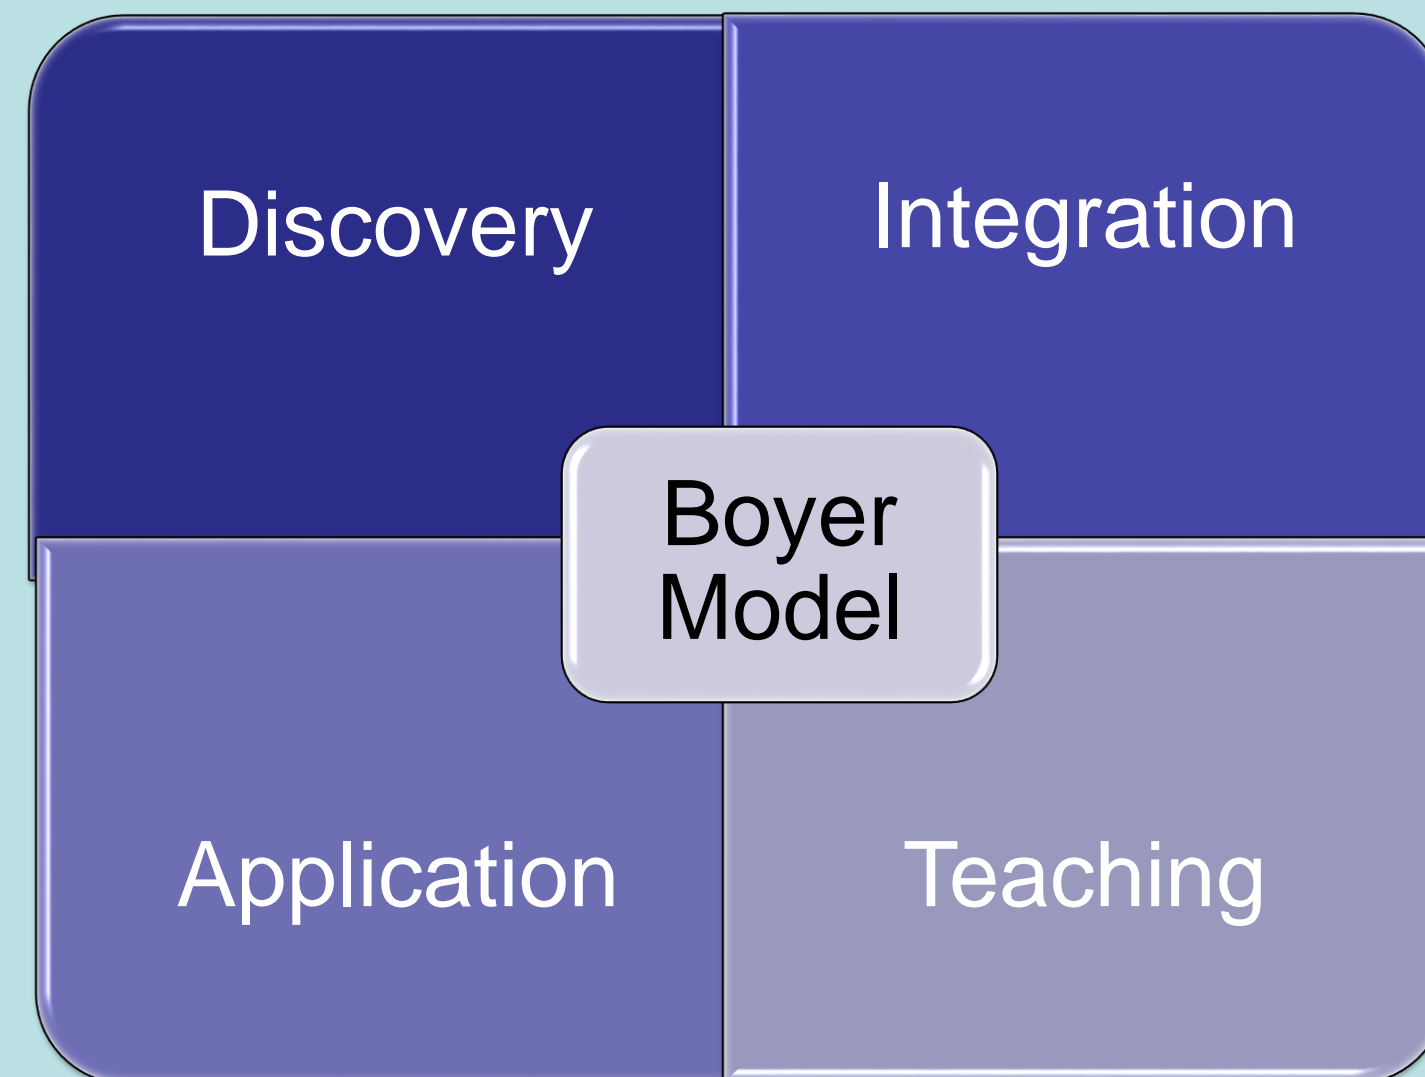 Discovery
Integration
Boyer
Model
Application
Teaching